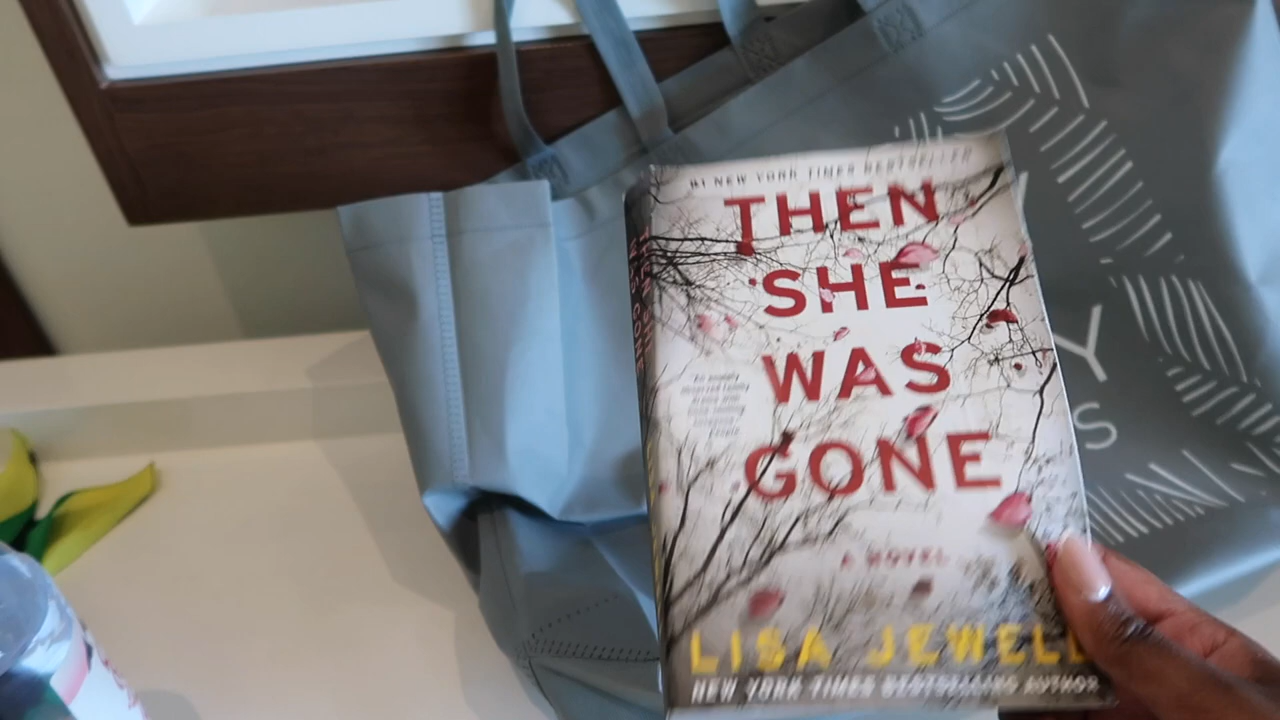 #1 NEW YORK TIMES BESTSELLER
THEN
SHE
WAS
GONE
A NOVEL
LISA JEWELL
NEW YORK TIMES BESTSELLING AUTHOR
Y
S